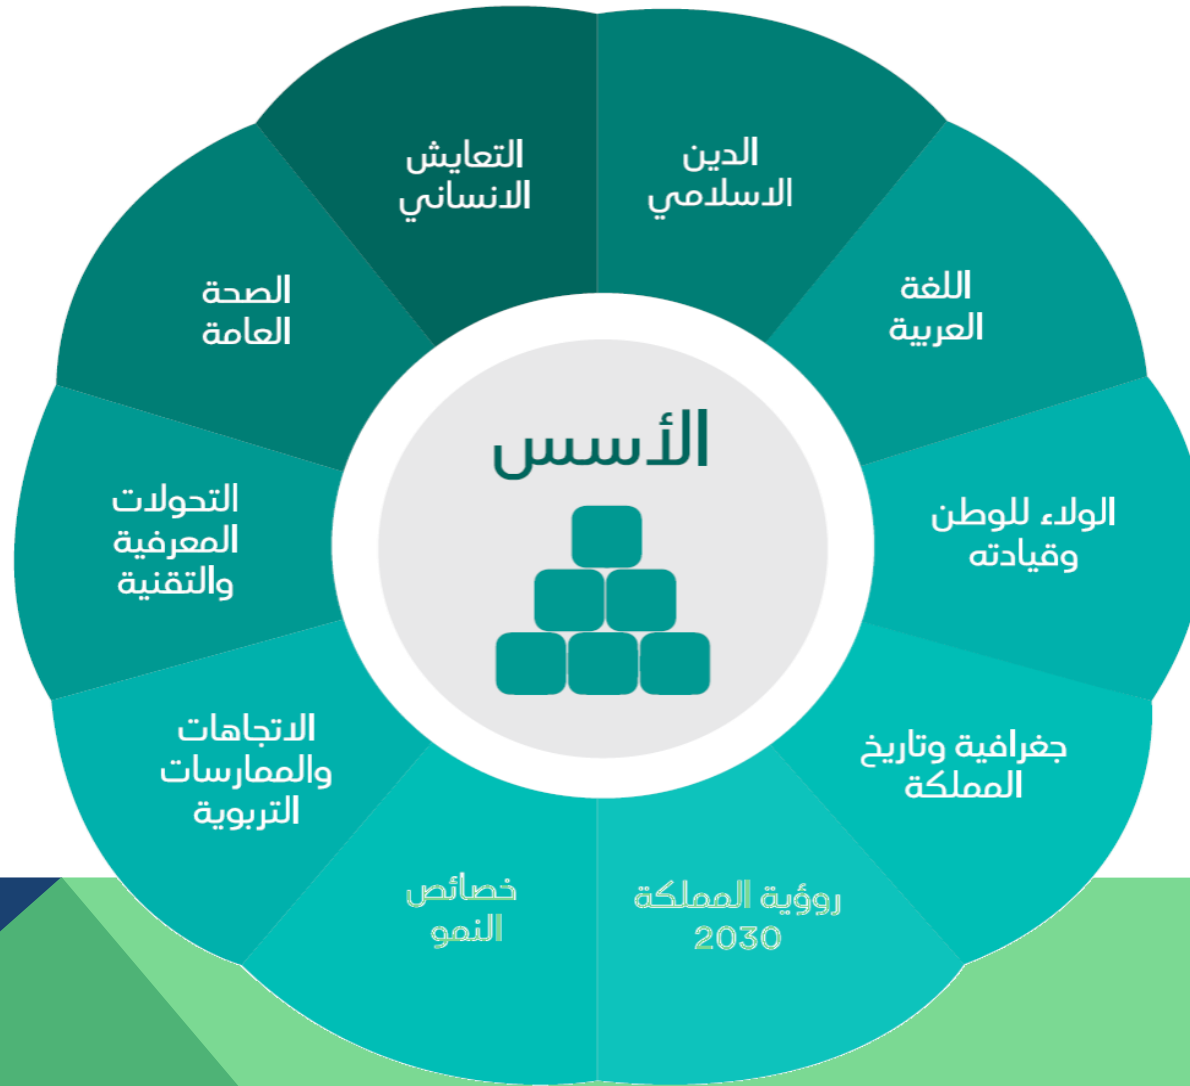 الأسس
الدين
الاسلامي
اللغة
العربية
الولاء للوطن
وقيادته
جغرافية وتاريخ
المملكة
روؤية المملكة
2030
خصائص
النمو
الاتجاهات
والممارسات
التربوية
التحولات
المعرفية
والتقنية
الصحة
العامة
التعايش
الانساني